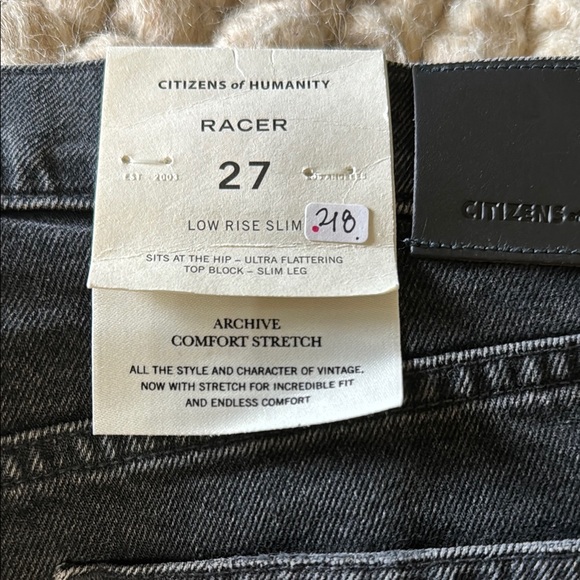 CITIZENS of HUMANITY
RACER
EST - 2003
27
LOS ANGELES
LOW RISE SLIM
.218.
SITS AT THE HIP – ULTRA FLATTERING
TOP BLOCK – SLIM LEG
ARCHIVE
COMFORT STRETCH
ALL THE STYLE AND CHARACTER OF VINTAGE.
NOW WITH STRETCH FOR INCREDIBLE FIT
AND ENDLESS COMFORT
CITIZENS